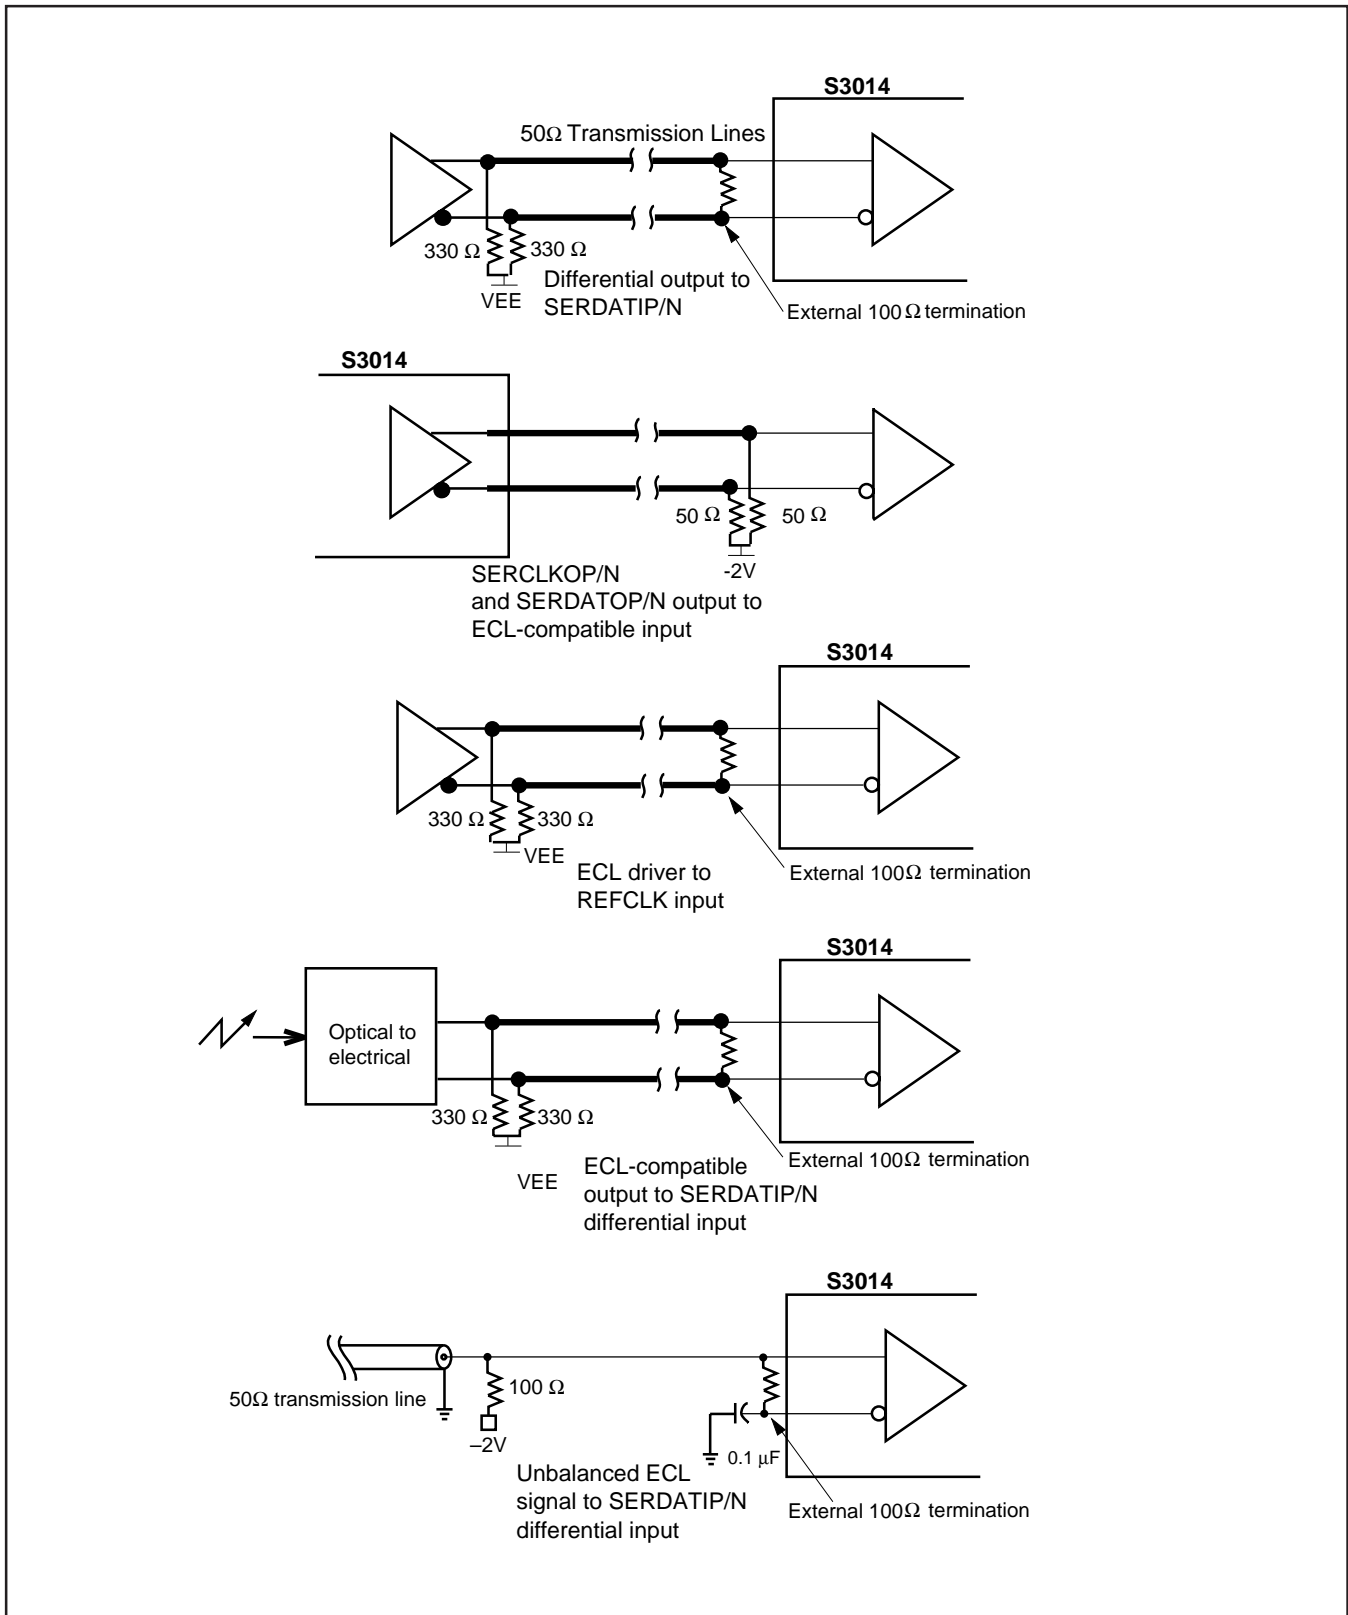 S3014
50Ω Transmission Lines
330 Ω
330 Ω
VEE
Differential output to
SERDATIP/N
External 100Ω termination
S3014
50 Ω
50 Ω
-2V
SERCLKOP/N
and SERDATOP/N output to
ECL-compatible input
S3014
330 Ω
330 Ω
VEE
ECL driver to
REFCLK input
External 100Ω termination
S3014
Optical to
electrical
330 Ω
330 Ω
VEE
ECL-compatible
output to SERDATIP/N
differential input
External 100Ω termination
S3014
50Ω transmission line
100 Ω
–2V
0.1 µF
Unbalanced ECL
signal to SERDATIP/N
differential input
External 100Ω termination